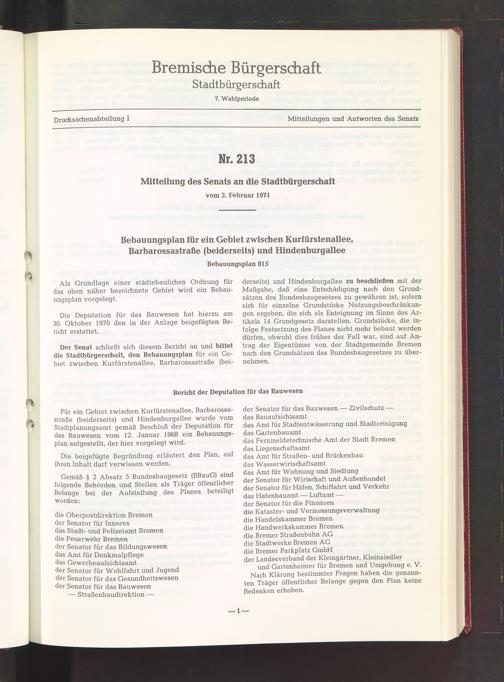 Bremische Bürgerschaft
Stadtbürgerschaft
7. Wahlperiode
Drucksachenabteilung I
Mitteilungen und Antworten des Senats
Nr. 213
Mitteilung des Senats an die Stadtbürgerschaft
vom 2. Februar 1971
Bebauungsplan für ein Gebiet zwischen Kurfürstenallee,
Barbarossastraße (beiderseits) und Hindenburgallee
Bebauungsplan 815
Als Grundlage einer städtebaulichen Ordnung für
das oben näher bezeichnete Gebiet wird ein Bebau-
ungsplan vorgelegt.
Die Deputation für das Bauwesen hat hierzu am
30. Oktober 1970 den in der Anlage beigefügten Be-
richt erstattet.
Der Senat schließt sich diesem Bericht an und bittet
die Stadtbürgerschaft, den Bebauungsplan für ein Ge-
biet zwischen Kurfürstenallee, Barbarossastraße (bei-
derseits) und Hindenburgallee zu beschließen mit der
Maßgabe, daß eine Entschädigung nach den Grund-
sätzen des Bundesbaugesetzes zu gewähren ist, sofern
sich für einzelne Grundstücke Nutzungsbeschränkun-
gen ergeben, die sich als Enteignung im Sinne des Ar-
tikels 14 Grundgesetz darstellen. Grundstücke, die in-
folge Festsetzung des Planes nicht mehr bebaut werden
dürfen, obwohl dies früher der Fall war, sind auf An-
trag der Eigentümer von der Stadtgemeinde Bremen
nach den Grundsätzen des Bundesbaugesetzes zu über-
nehmen.
Bericht der Deputation für das Bauwesen
Für ein Gebiet zwischen Kurfürstenallee, Barbarossa-
straße (beiderseits) und Hindenburgallee wurde vom
Stadtplanungsamt gemäß Beschluß der Deputation für
das Bauwesen vom 12. Januar 1968 ein Bebauungs-
plan aufgestellt, der hier vorgelegt wird.
Die beigefügte Begründung erläutert den Plan, auf
ihren Inhalt darf verwiesen werden.
Gemäß § 2 Absatz 5 Bundesbaugesetz (BBauG) sind
folgende Behörden und Stellen als Träger öffentlicher
Belange bei der Aufstellung des Planes beteiligt
worden:
die Oberpostdirektion Bremen
der Senator für Inneres
das Stadt- und Polizeiamt Bremen
die Feuerwehr Bremen
der Senator für das Bildungswesen
das Amt für Denkmalpflege
das Gewerbeaufsichtsamt
der Senator für Wohlfahrt und Jugend
der Senator für das Gesundheitswesen
der Senator für das Bauwesen
— Straßenbaudirektion —
der Senator für das Bauwesen — Zivilschutz —
das Bauaufsichtsamt
das Amt für Stadtentwässerung und Stadtreinigung
das Gartenbauamt
das Fernmeldetechnische Amt der Stadt Bremen
das Liegenschaftsamt
das Amt für Straßen- und Brückenbau
das Wasserwirtschaftsamt
das Amt für Wohnung und Siedlung
der Senator für Wirtschaft und Außenhandel
der Senator für Häfen, Schiffahrt und Verkehr
das Hafenbauamt — Luftamt —
der Senator für die Finanzen
die Kataster- und Vermessungsverwaltung
die Handelskammer Bremen
die Handwerkskammer Bremen
die Bremer Straßenbahn AG
die Stadtwerke Bremen AG
die Bremer Parkplatz GmbH
der Landesverband der Kleingärtner, Kleinsiedler
und Gartenheimer für Bremen und Umgebung e. V.
Nach Klärung bestimmter Fragen haben die genann-
ten Träger öffentlicher Belange gegen den Plan keine
Bedenken erhoben.
— 1 —